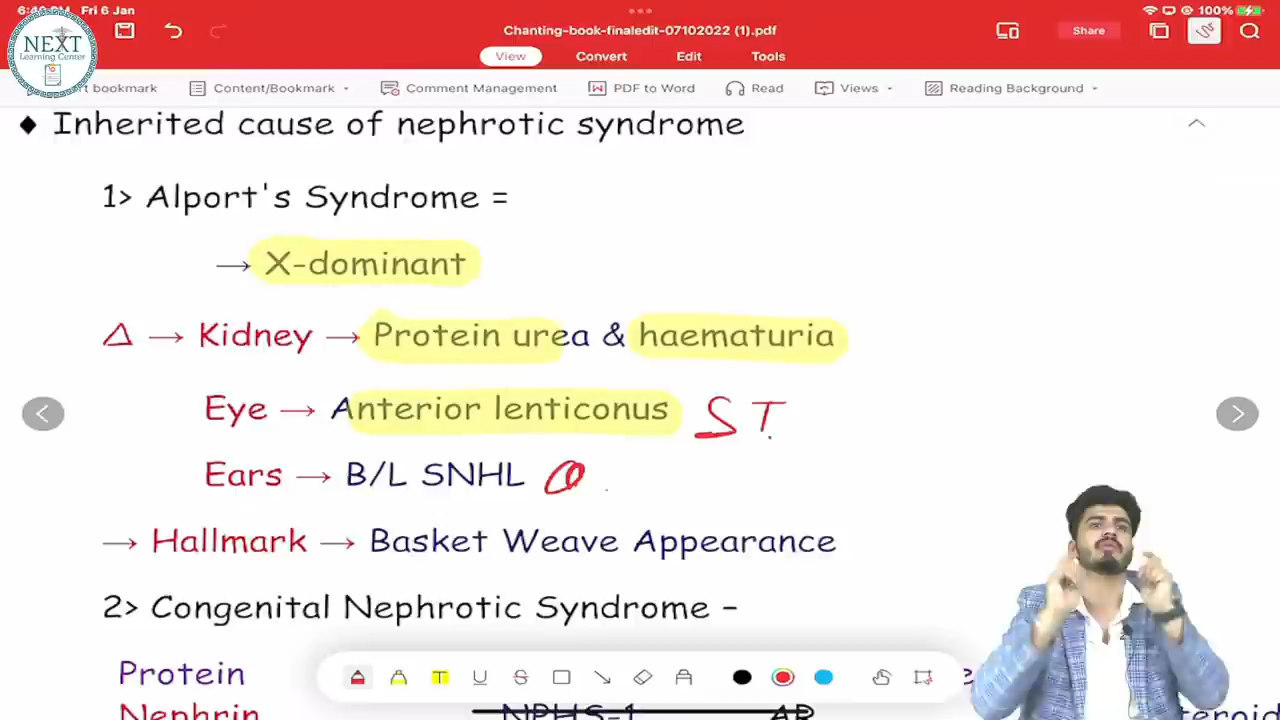 6:4 PM Fri 6 Jan
100%
NEXT
Learning Center
Chanting-book-finaledit-07102022 (1).pdf
Share
View Convert Edit Tools
bookmark Content/Bookmark Comment Management PDF to Word Read Views Reading Background
◆ Inherited cause of nephrotic syndrome
1> Alport's Syndrome =
→ X-dominant
Δ → Kidney → Protein urea & haematuria
Eye → Anterior lenticonus S T
Ears → B/L SNHL
→ Hallmark → Basket Weave Appearance
2> Congenital Nephrotic Syndrome –
Protein
Nephrin NPHS-1 AR